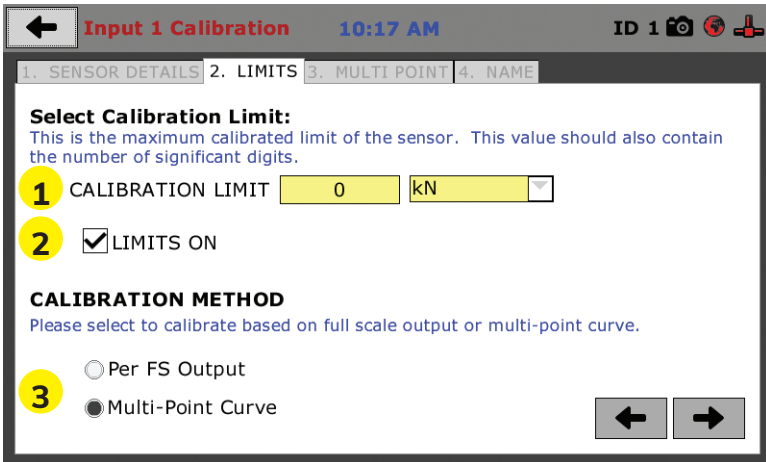 Input 1 Calibration 10:17 AM ID 1
1. SENSOR DETAILS 2. LIMITS 3. MULTI POINT 4. NAME
Select Calibration Limit:
This is the maximum calibrated limit of the sensor. This value should also contain
the number of significant digits.
1 CALIBRATION LIMIT 0 kN
2 LIMITS ON
CALIBRATION METHOD
Please select to calibrate based on full scale output or multi-point curve.
Per FS Output
3
Multi-Point Curve